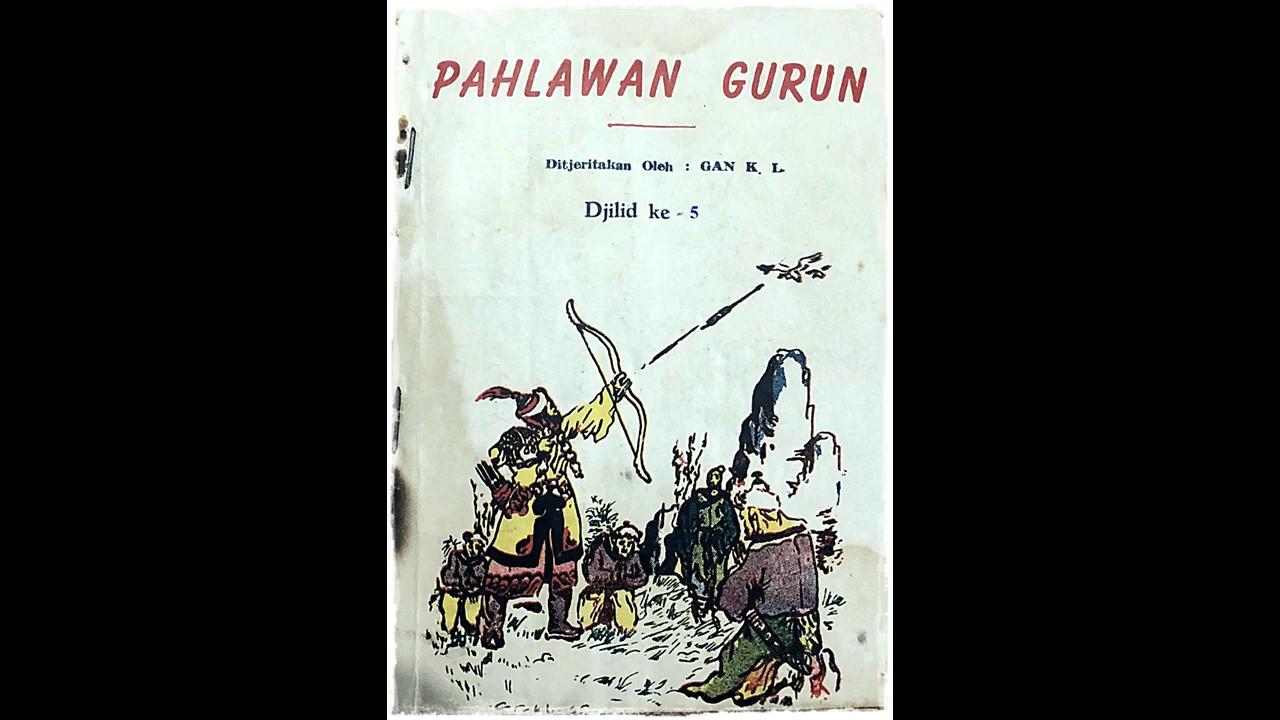 PAHLAWAN GURUN
Ditjeritakan Oleh : GAN K. L.
Djilid ke - 5